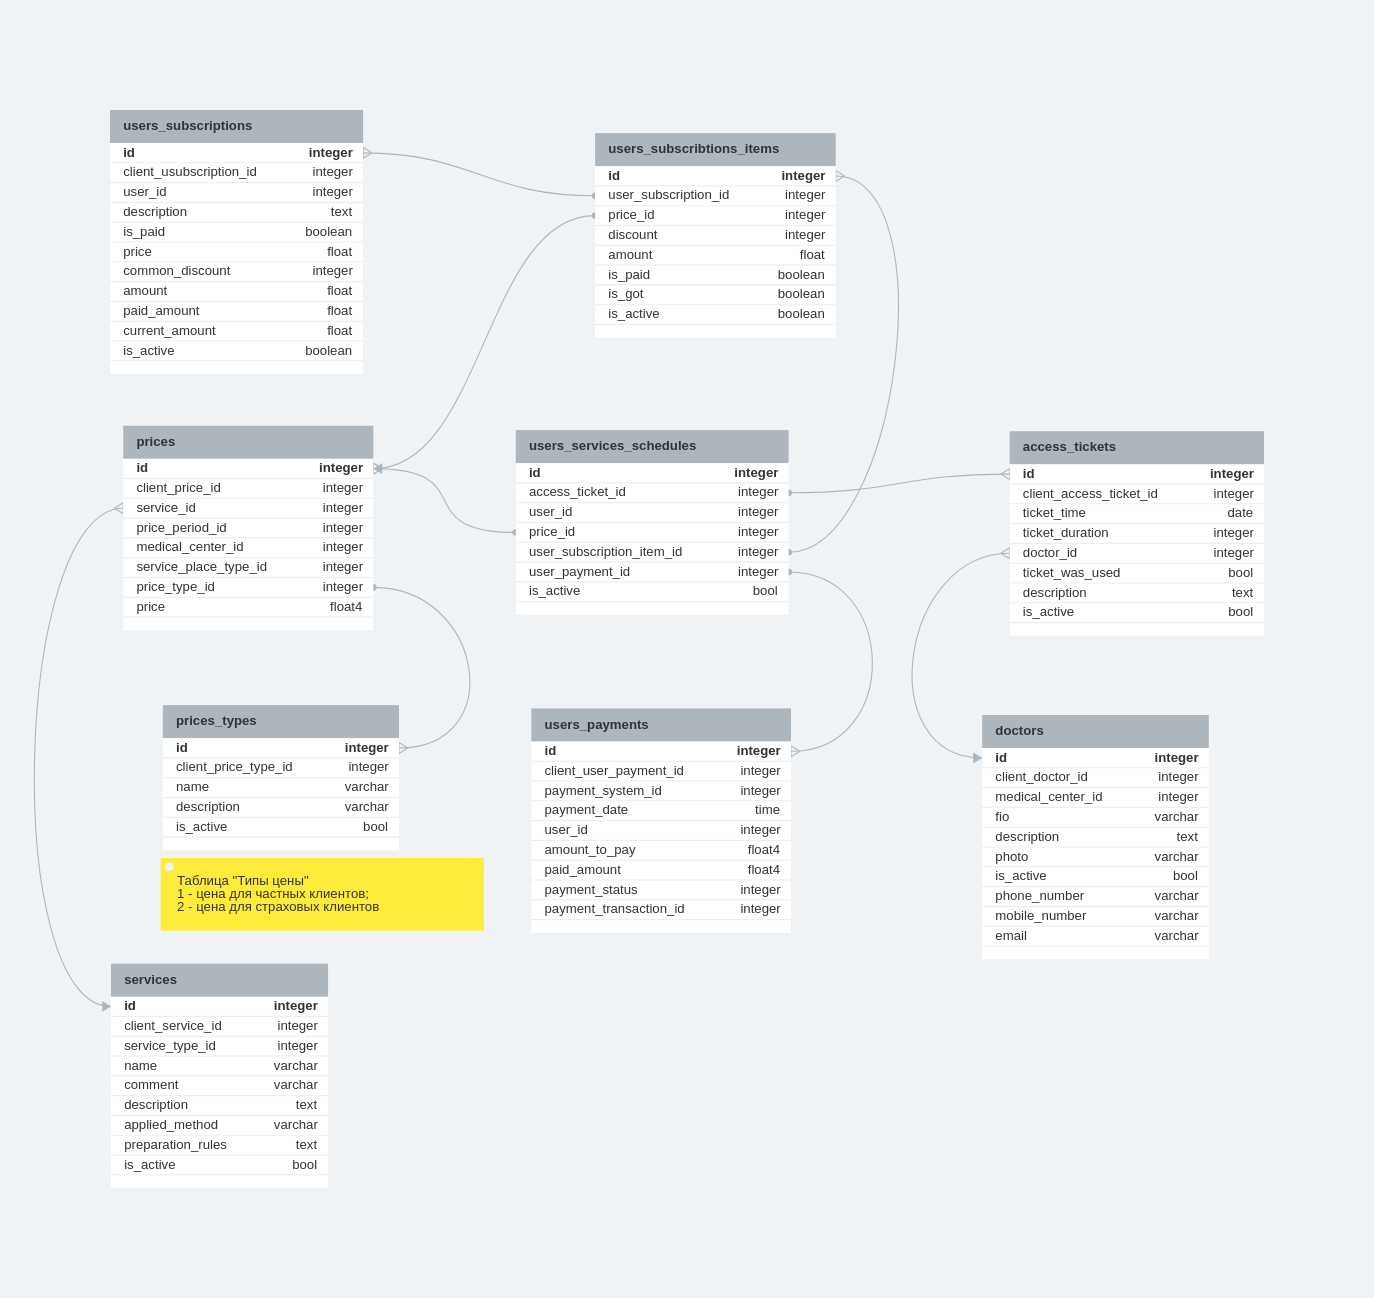 users_subscriptions
id integer
client_usubscription_id integer
user_id integer
description text
is_paid boolean
price float
common_discount integer
amount float
paid_amount float
current_amount float
is_active boolean
users_subscribtions_items
id integer
user_subscription_id integer
price_id integer
discount integer
amount float
is_paid boolean
is_got boolean
is_active boolean
prices
id integer
client_price_id integer
service_id integer
price_period_id integer
medical_center_id integer
service_place_type_id integer
price_type_id integer
price float4
users_services_schedules
id integer
access_ticket_id integer
user_id integer
price_id integer
user_subscription_item_id integer
user_payment_id integer
is_active bool
access_tickets
id integer
client_access_ticket_id integer
ticket_time date
ticket_duration integer
doctor_id integer
ticket_was_used bool
description text
is_active bool
prices_types
id integer
client_price_type_id integer
name varchar
description varchar
is_active bool
Таблица "Типы цены"
1 - цена для частных клиентов;
2 - цена для страховых клиентов
users_payments
id integer
client_user_payment_id integer
payment_system_id integer
payment_date time
user_id integer
amount_to_pay float4
paid_amount float4
payment_status integer
payment_transaction_id integer
doctors
id integer
client_doctor_id integer
medical_center_id integer
fio varchar
description text
photo varchar
is_active bool
phone_number varchar
mobile_number varchar
email varchar
services
id integer
client_service_id integer
service_type_id integer
name varchar
comment varchar
description text
applied_method varchar
preparation_rules text
is_active bool